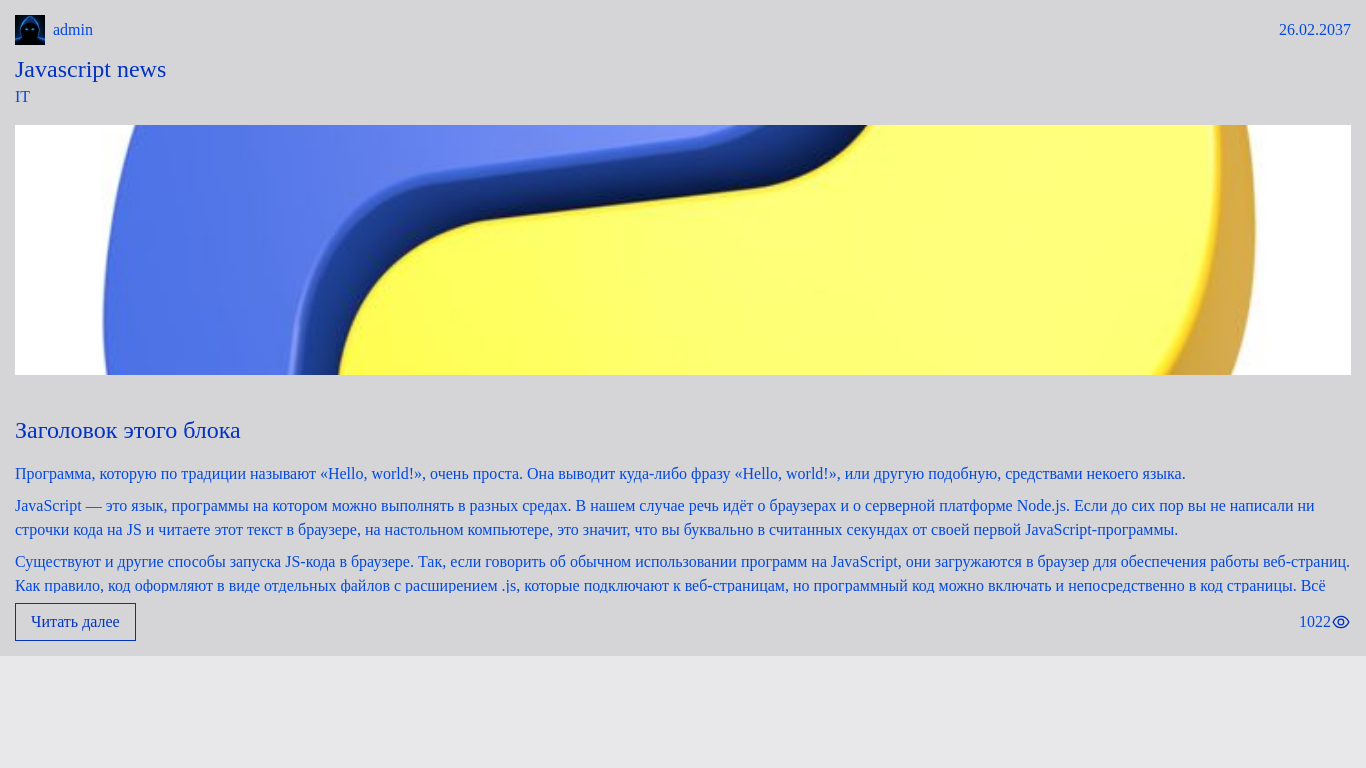 admin
26.02.2037
Javascript news
IT
Заголовок этого блока
Программа, которую по традиции называют «Hello, world!», очень проста. Она выводит куда-либо фразу «Hello, world!», или другую подобную, средствами некоего языка.
JavaScript — это язык, программы на котором можно выполнять в разных средах. В нашем случае речь идёт о браузерах и о серверной платформе Node.js. Если до сих пор вы не написали ни
строчки кода на JS и читаете этот текст в браузере, на настольном компьютере, это значит, что вы буквально в считанных секундах от своей первой JavaScript-программы.
Существуют и другие способы запуска JS-кода в браузере. Так, если говорить об обычном использовании программ на JavaScript, они загружаются в браузер для обеспечения работы веб-страниц.
Как правило, код оформляют в виде отдельных файлов с расширением .js, которые подключают к веб-страницам, но программный код можно включать и непосредственно в код страницы. Всё
Читать далее
1022